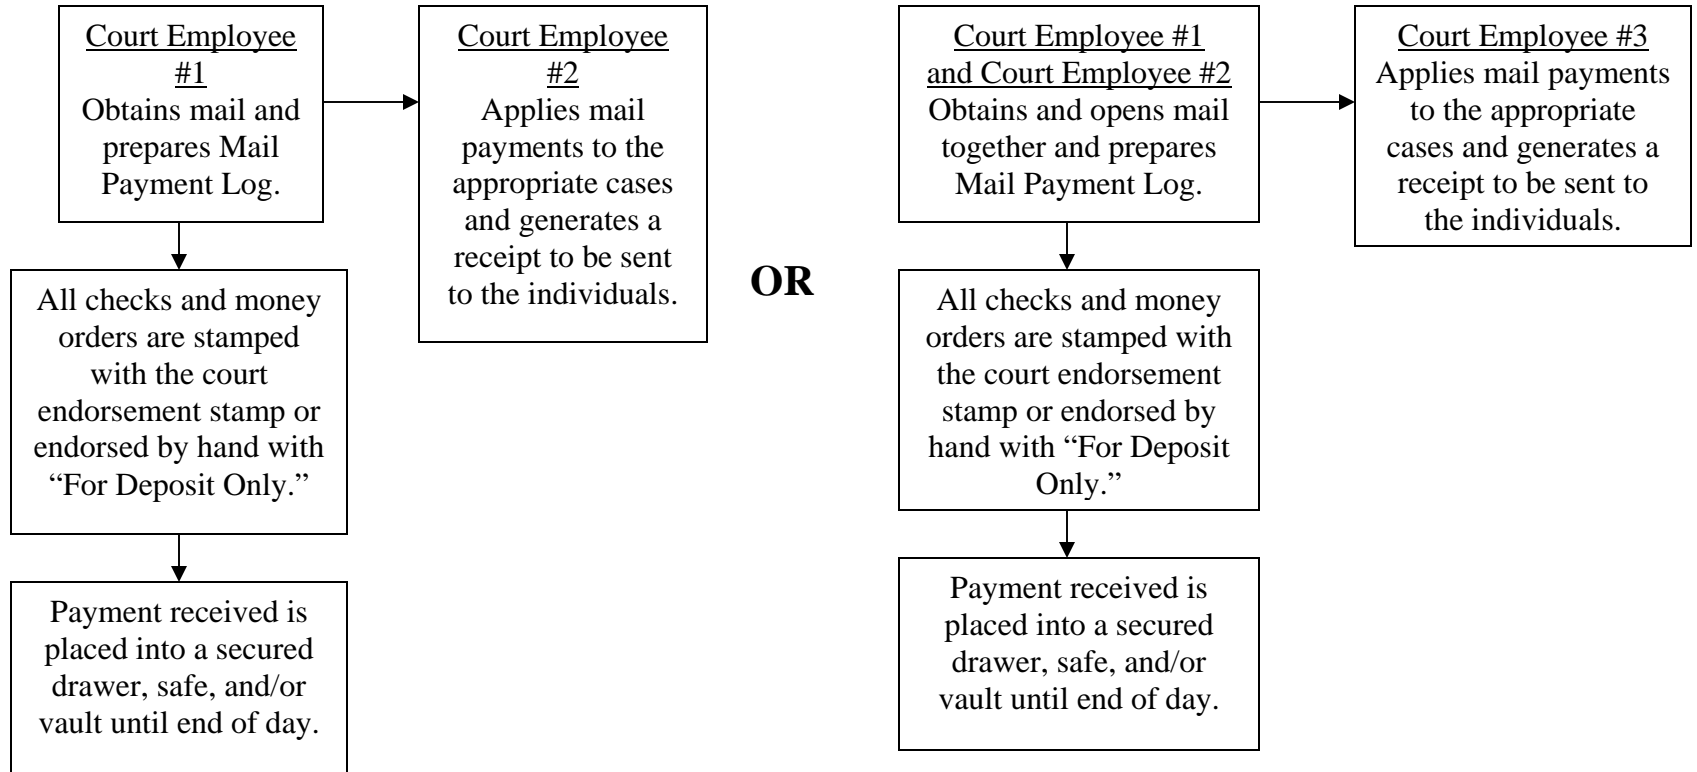 Court Employee
#1
Obtains mail and
prepares Mail
Payment Log.
Court Employee
#2
Applies mail
payments to the
appropriate cases
and generates a
receipt to be sent
to the individuals.
All checks and money
orders are stamped
with the court
endorsement stamp or
endorsed by hand with
“For Deposit Only.”
Payment received is
placed into a secured
drawer, safe, and/or
vault until end of day.
OR
Court Employee #1
and Court Employee #2
Obtains and opens mail
together and prepares
Mail Payment Log.
Court Employee #3
Applies mail payments
to the appropriate
cases and generates a
receipt to be sent to
the individuals.
All checks and money
orders are stamped with
the court endorsement
stamp or endorsed by
hand with “For Deposit
Only.”
Payment received is
placed into a secured
drawer, safe, and/or
vault until end of day.